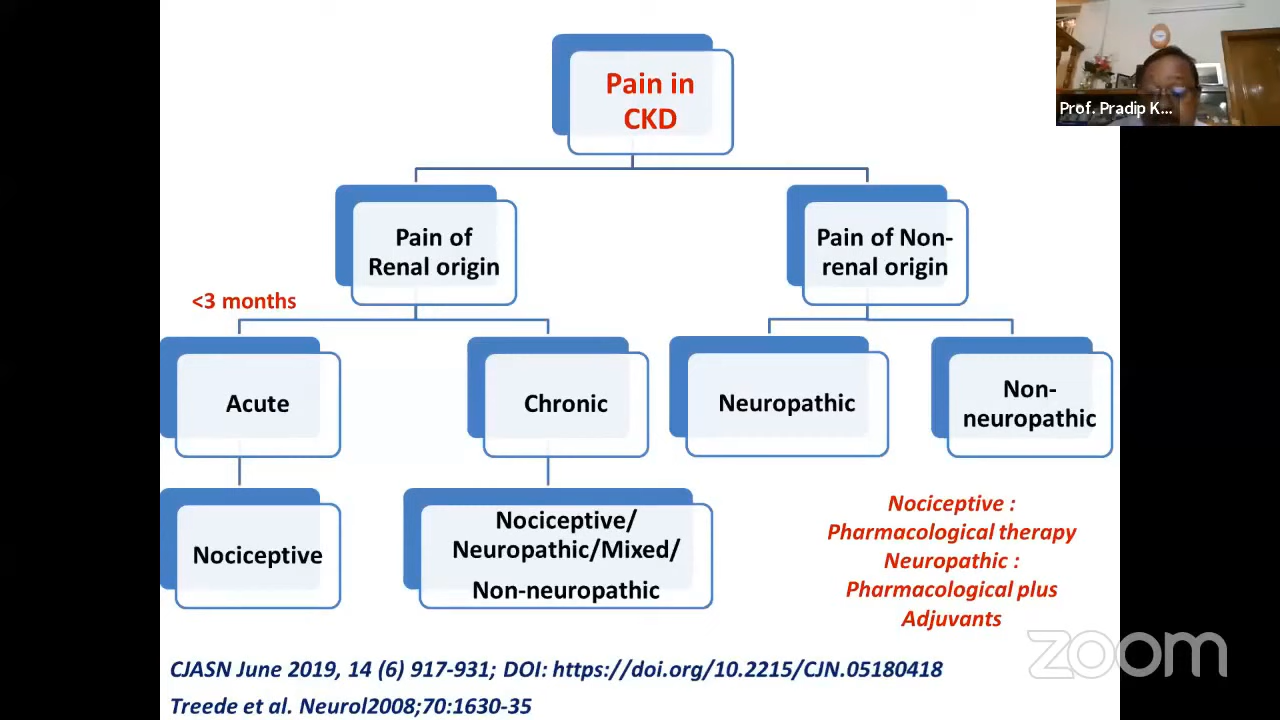 Pain in
CKD
Prof. Pradip K...
Pain of
Renal origin
Pain of Non-
renal origin
<3 months
Acute
Chronic
Neuropathic
Non-
neuropathic
Nociceptive
Nociceptive/
Neuropathic/Mixed/
Non-neuropathic
Nociceptive :
Pharmacological therapy
Neuropathic :
Pharmacological plus
Adjuvants
zoom
CJASN June 2019, 14 (6) 917-931; DOI: https://doi.org/10.2215/CJN.05180418
Treede et al. Neurol2008;70:1630-35